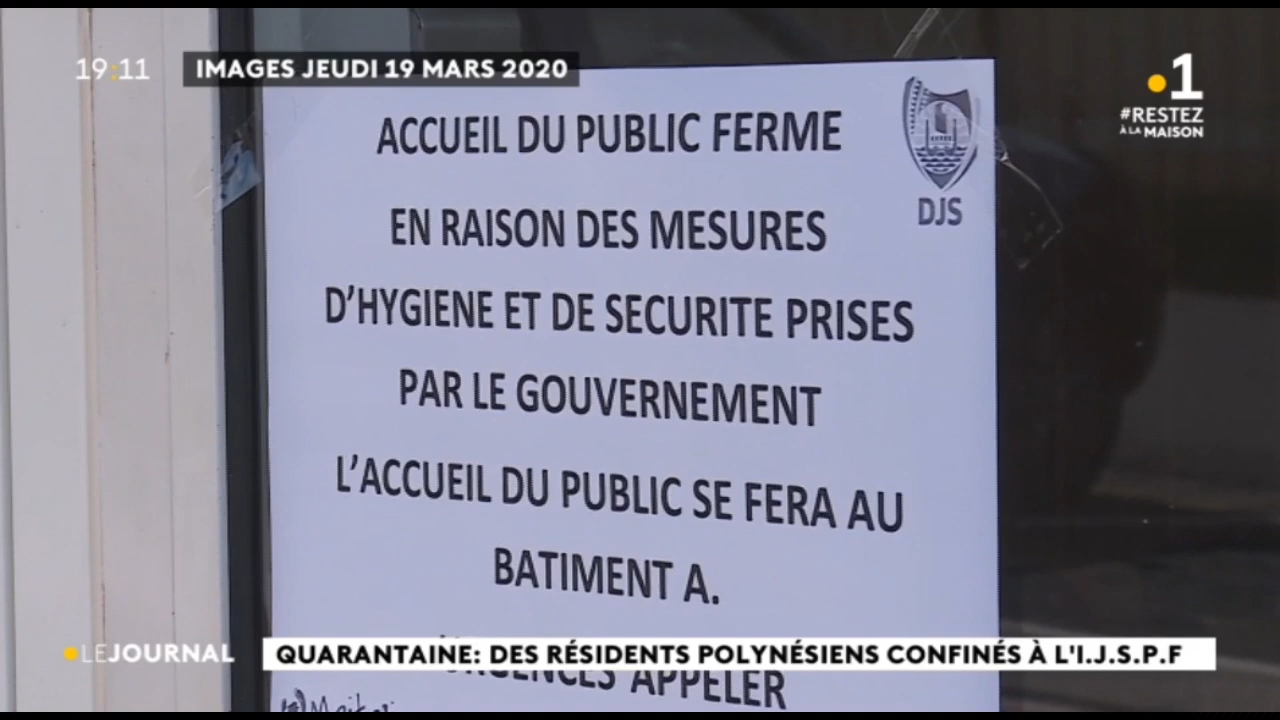 19:11
IMAGES JEUDI 19 MARS 2020
1
#RESTEZ
À LA MAISON
ACCUEIL DU PUBLIC FERME
DJS
EN RAISON DES MESURES
D'HYGIENE ET DE SECURITE PRISES
PAR LE GOUVERNEMENT
L'ACCUEIL DU PUBLIC SE FERA AU
BATIMENT A.
LEJOURNAL
QUARANTAINE: DES RÉSIDENTS POLYNÉSIENS CONFINÉS À L'I.J.S.P.F
APPELER